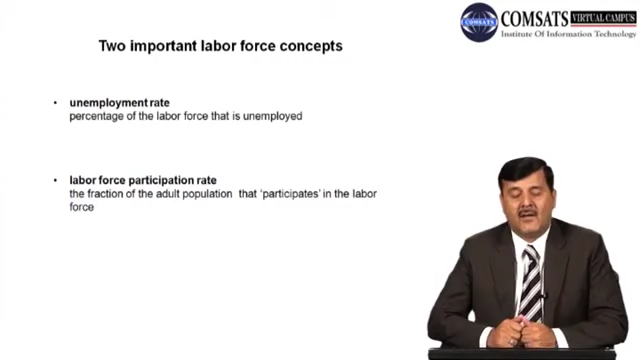 COMSATS VIRTUAL CAMPUS
Institute Of Information Technology
COMSATS
Two important labor force concepts
• unemployment rate
percentage of the labor force that is unemployed
• labor force participation rate
the fraction of the adult population that ‘participates’ in the labor
force